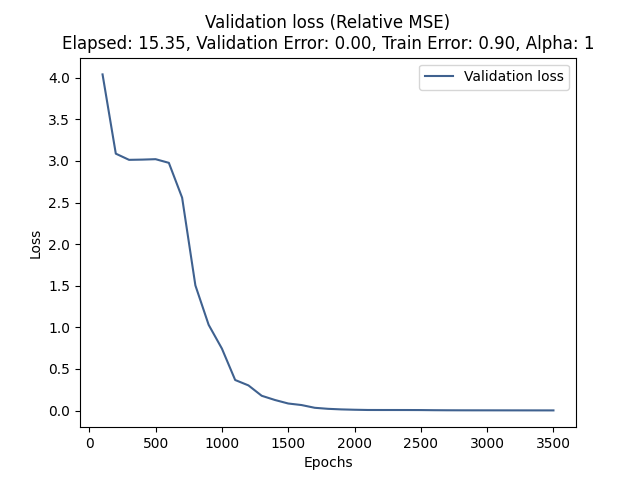 Validation loss (Relative MSE)
Elapsed: 15.35, Validation Error: 0.00, Train Error: 0.90, Alpha: 1
Validation loss
4.0
3.5
3.0
2.5
2.0
1.5
1.0
0.5
0.0
Loss
0 500 1000 1500 2000 2500 3000 3500
Epochs